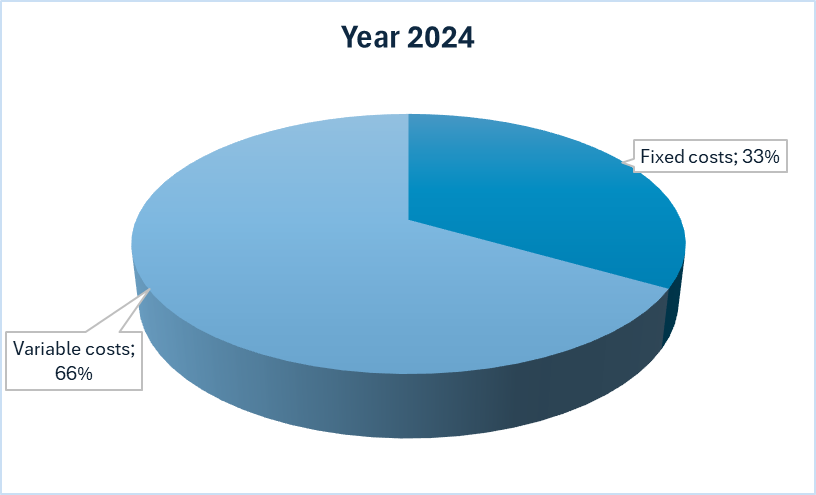 Year 2024
Fixed costs; 33%
Variable costs;
66%